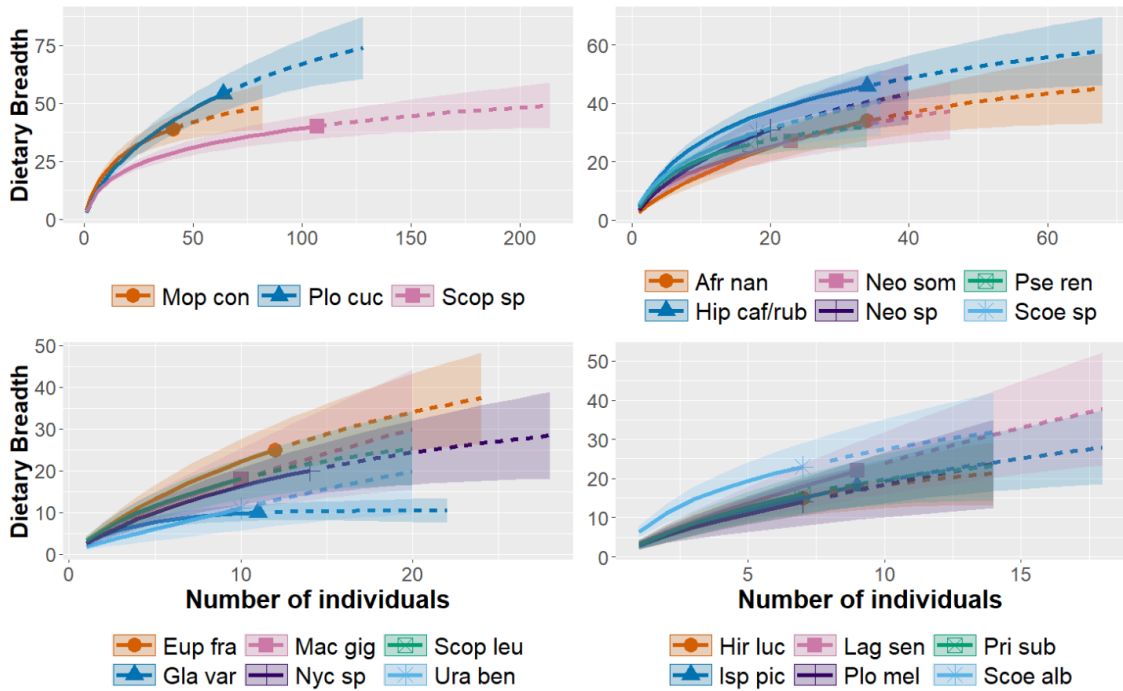 Dietary Breadth
75
50
25
0
0 50 100 150 200
Mop con Plo cuc Scop sp
60
40
20
0
0 20 40 60
Afr nan Neo som Pse ren
Hip caf/rub Neo sp Scoe sp
Dietary Breadth
50
40
30
20
10
0
0 10 20
Number of individuals
Eup fra Mac gig Scop leu
Gla var Nyc sp Ura ben
50
40
30
20
10
0
5 10 15
Number of individuals
Hir luc Lag sen Pri sub
Isp pic Plo mel Scoe alb